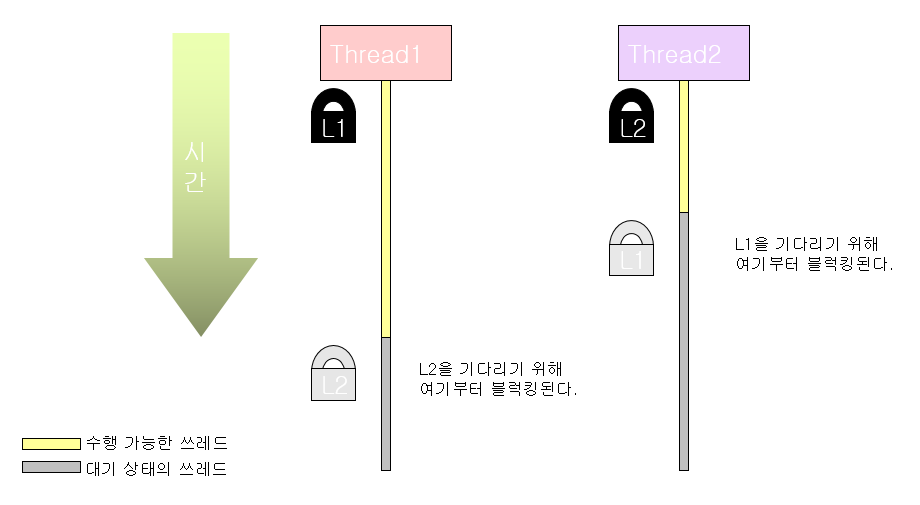 Thread1
Thread2
L1
L2
시
간
L1
L1을 기다리기 위해
여기부터 블럭킹된다.
L2
L2을 기다리기 위해
여기부터 블럭킹된다.
수행 가능한 쓰레드
대기 상태의 쓰레드